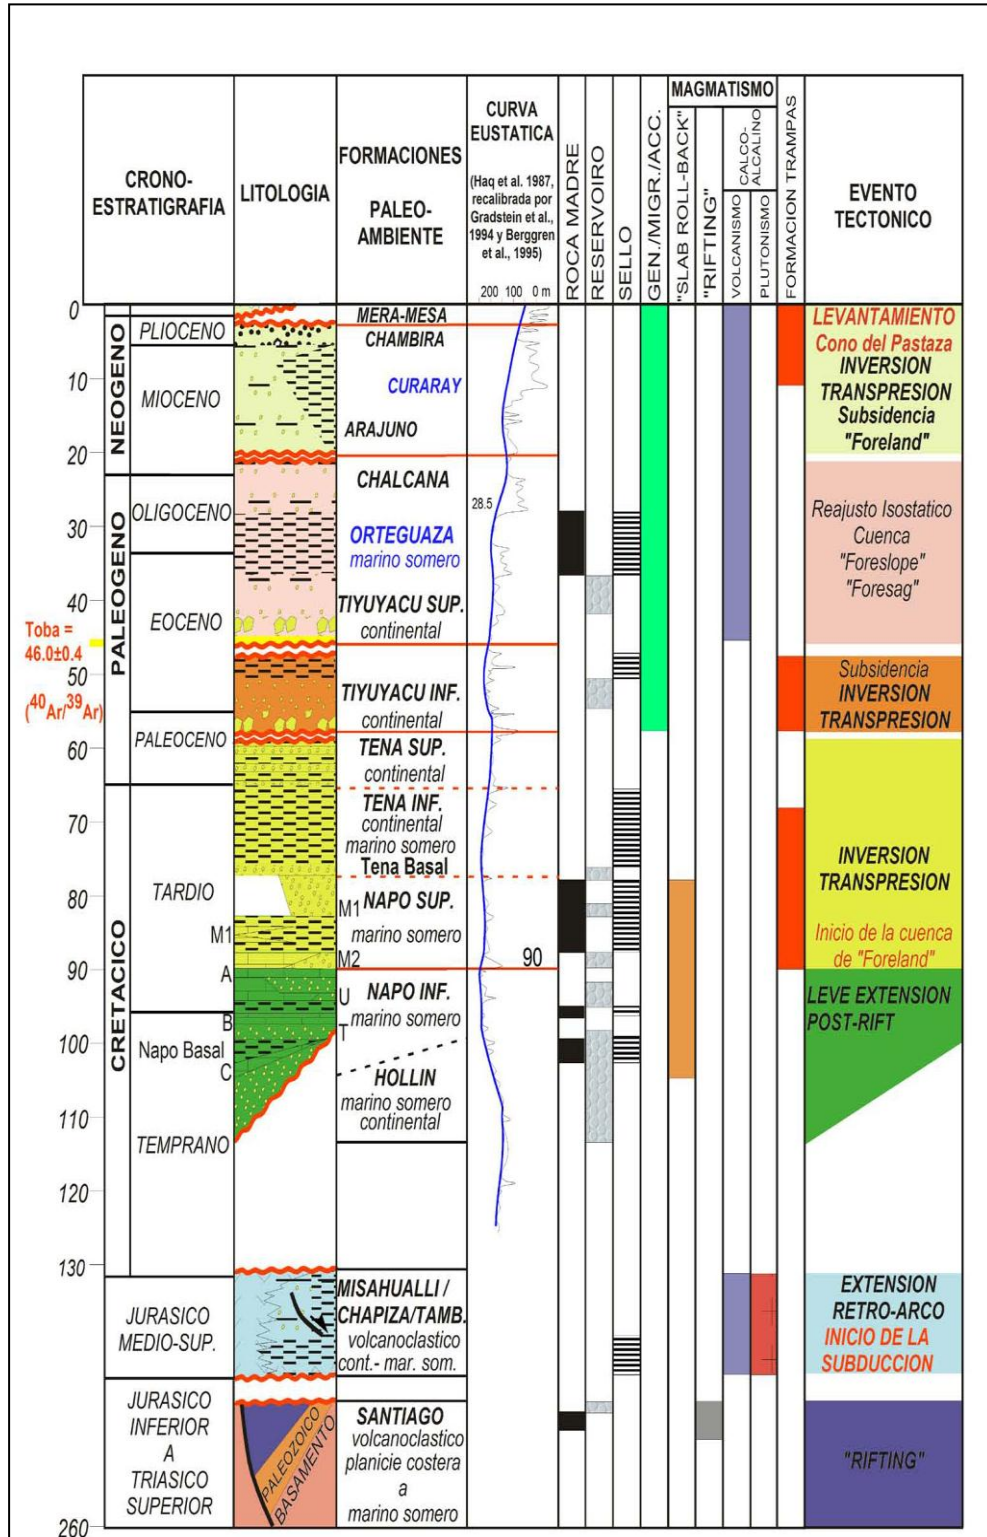 CRONO-
ESTRATIGRAFIA
LITOLOGIA
FORMACIONES
PALEO-
AMBIENTE
CURVA
EUSTATICA
(Haq et al. 1987,
recalibrada por
Gradstein et al.,
1994 y Berggren
et al., 1995)
200 100 0 m
ROCA MADRE
RESERVOIRO
SELLO
GEN./MIGR./ACC.
MAGMATISMO
"SLAB ROLL-BACK"
"RIFTING"
CALCO-
ALCALINO
VOLCANISMO
PLUTONISMO
FORMACION TRAMPAS
EVENTO
TECTONICO
0
10
20
30
40
50
60
70
80
90
100
110
120
130
260
Toba =
46.0±0.4
(40Ar/39Ar)
NEOGENO
PLIOCENO
MIOCENO
PALEOGENO
OLIGOCENO
EOCENO
PALEOCENO
CRETACICO
TARDIO
M1
A
B
Napo Basal
C
TEMPRANO
JURASICO
MEDIO-SUP.
JURASICO
INFERIOR
A
TRIASICO
SUPERIOR
PALEOZOICO
BASAMENTO
MERA-MESA
CHAMBIRA
CURARAY
ARAJUNO
CHALCANA
28.5
ORTEGUAZA
marino somero
TIYUYACU SUP.
continental
TIYUYACU INF.
continental
TENA SUP.
continental
TENA INF.
continental
marino somero
Tena Basal
M1 NAPO SUP.
marino somero
M2
90
NAPO INF.
U
marino somero
T
HOLLIN
marino somero
continental
MISAHUALLI /
CHAPIZA/TAMB.
volcanoclastico
cont.- mar. som.
SANTIAGO
volcanoclastico
planicie costera
a
marino somero
LEVANTAMIENTO
Cono del Pastaza
INVERSION
TRANSPRESION
Subsidencia
"Foreland"
Reajusto Isostatico
Cuenca
"Foreslope"
"Foresag"
Subsidencia
INVERSION
TRANSPRESION
INVERSION
TRANSPRESION
Inicio de la cuenca
de "Foreland"
LEVE EXTENSION
POST-RIFT
EXTENSION
RETRO-ARCO
INICIO DE LA
SUBDUCCION
"RIFTING"